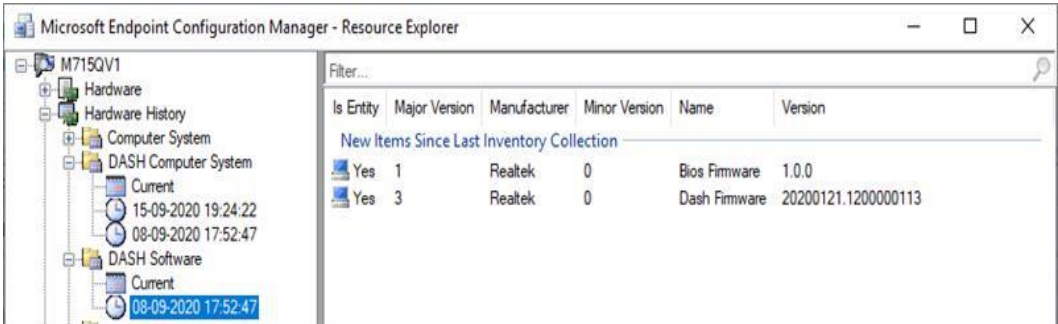 Microsoft Endpoint Configuration Manager - Resource Explorer
M715QV1
Hardware
Hardware History
Computer System
DASH Computer System
Current
15-09-2020 19:24:22
08-09-2020 17:52:47
DASH Software
Current
08-09-2020 17:52:47
Filter...
Is Entity Major Version Manufacturer Minor Version Name Version
New Items Since Last Inventory Collection
Yes 1 Realtek 0 Bios Firmware 1.0.0
Yes 3 Realtek 0 Dash Firmware 20200121.1200000113